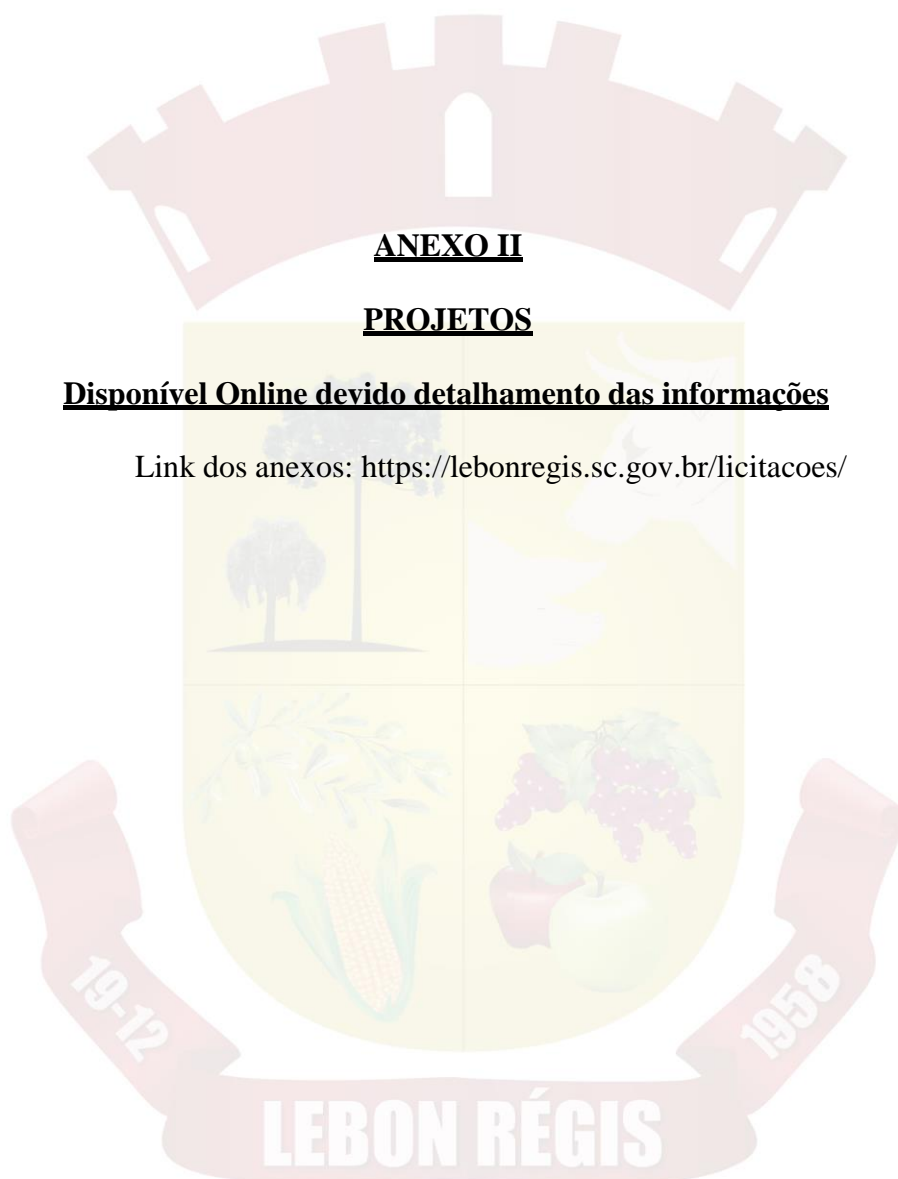 ANEXO II
PROJETOS
Disponível Online devido detalhamento das informações
Link dos anexos: https://lebonregis.sc.gov.br/licitacoes/
19-12
1958
LEBON RÉGIS